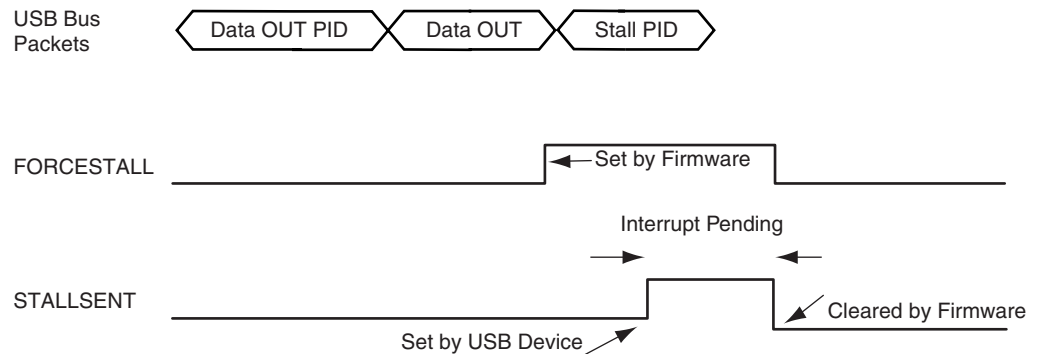 USB Bus
Packets
Data OUT PID
Data OUT
Stall PID
FORCESTALL
Set by Firmware
Interrupt Pending
STALLSENT
Cleared by Firmware
Set by USB Device